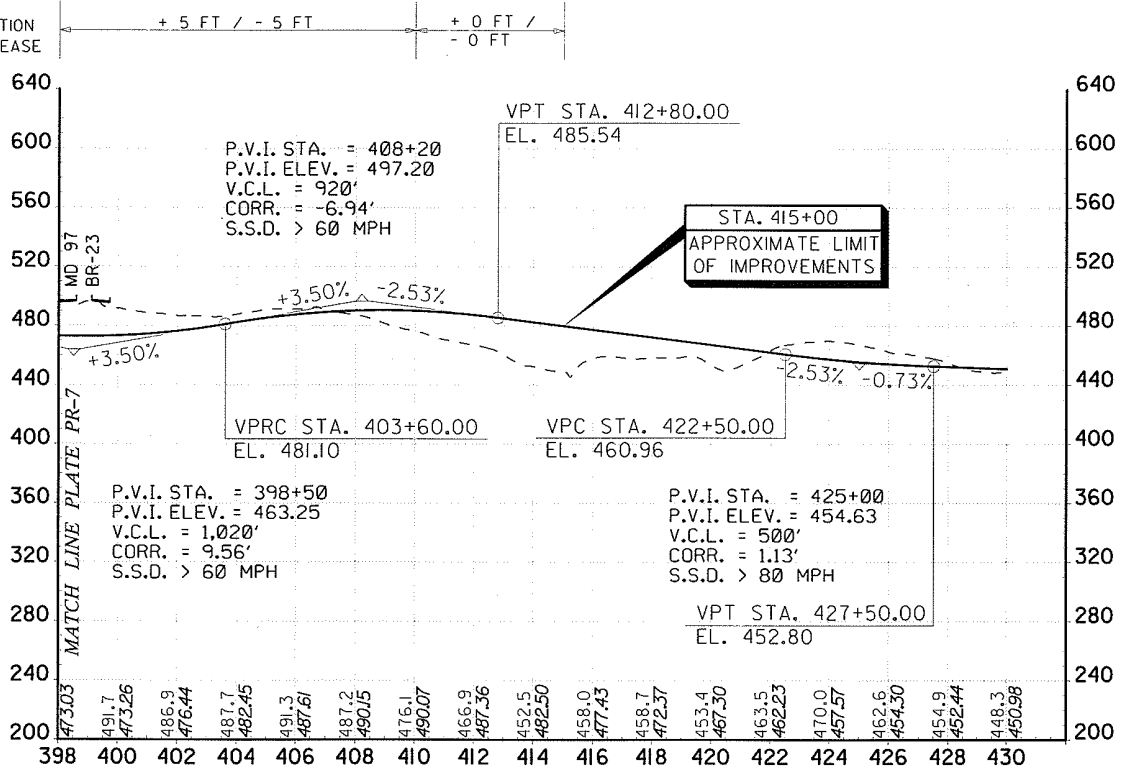 TION
EASE
+ 5 FT / - 5 FT
+ 0 FT /
- 0 FT
640
600
560
520
480
440
400
360
320
280
240
200
640
600
560
520
480
440
400
360
320
280
240
200
VPT STA. 412+80.00
EL. 485.54
P.V.I. STA. = 408+20
P.V.I. ELEV. = 497.20
V.C.L. = 920'
CORR. = -6.94'
S.S.D. > 60 MPH
STA. 415+00
APPROXIMATE LIMIT
OF IMPROVEMENTS
MD 97
BR-23
+3.50%
+3.50%
-2.53%
-2.53%
-0.73%
VPRC STA. 403+60.00
EL. 481.10
VPC STA. 422+50.00
EL. 460.96
MATCH LINE PLATE PR-7
P.V.I. STA. = 398+50
P.V.I. ELEV. = 463.25
V.C.L. = 1,020'
CORR. = 9.56'
S.S.D. > 60 MPH
P.V.I. STA. = 425+00
P.V.I. ELEV. = 454.63
V.C.L. = 500'
CORR. = 1.13'
S.S.D. > 80 MPH
VPT STA. 427+50.00
EL. 452.80
473.03
491.7
473.26
486.9
476.44
487.7
482.45
491.3
487.61
487.2
490.15
476.1
490.07
466.9
487.36
452.5
482.50
458.0
477.43
458.7
472.37
453.4
467.30
463.5
462.23
470.0
457.57
462.6
454.30
454.9
452.44
448.3
450.98
398 400 402 404 406 408 410 412 414 416 418 420 422 424 426 428 430